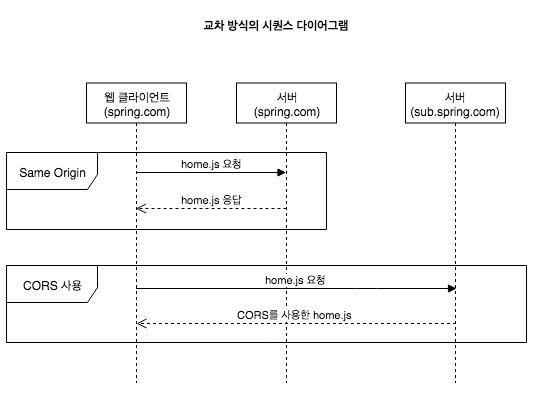 교차 방식의 시퀀스 다이어그램
웹 클라이언트
(spring.com)
서버
(spring.com)
서버
(sub.spring.com)
Same Origin
home.js 요청
home.js 응답
CORS 사용
home.js 요청
CORS를 사용한 home.js